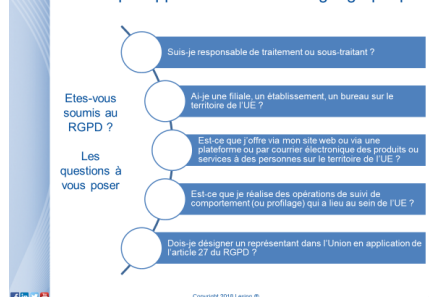 Suis-je responsable de traitement ou sous-traitant ?
Ai-je une filiale, un établissement, un bureau sur le
territoire de l'UE ?
Etes-vous
soumis au
RGPD ?
Les
questions à
vous poser
Est-ce que j'offre via mon site web ou via une
plateforme ou par courrier électronique des produits ou
services à des personnes sur le territoire de l'UE ?
Est-ce que je réalise des opérations de suivi de
comportement (ou profilage) qui a lieu au sein de l'UE ?
Dois-je désigner un représentant dans l'Union en application de
l'article 27 du RGPD ?